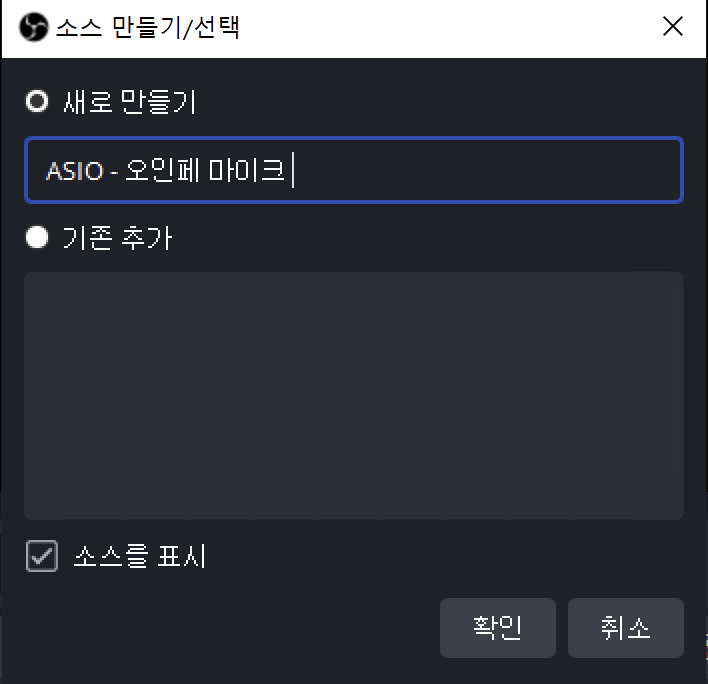 소스 만들기/선택
새로 만들기
ASIO - 오인페 마이크
기존 추가
소스를 표시
확인 취소